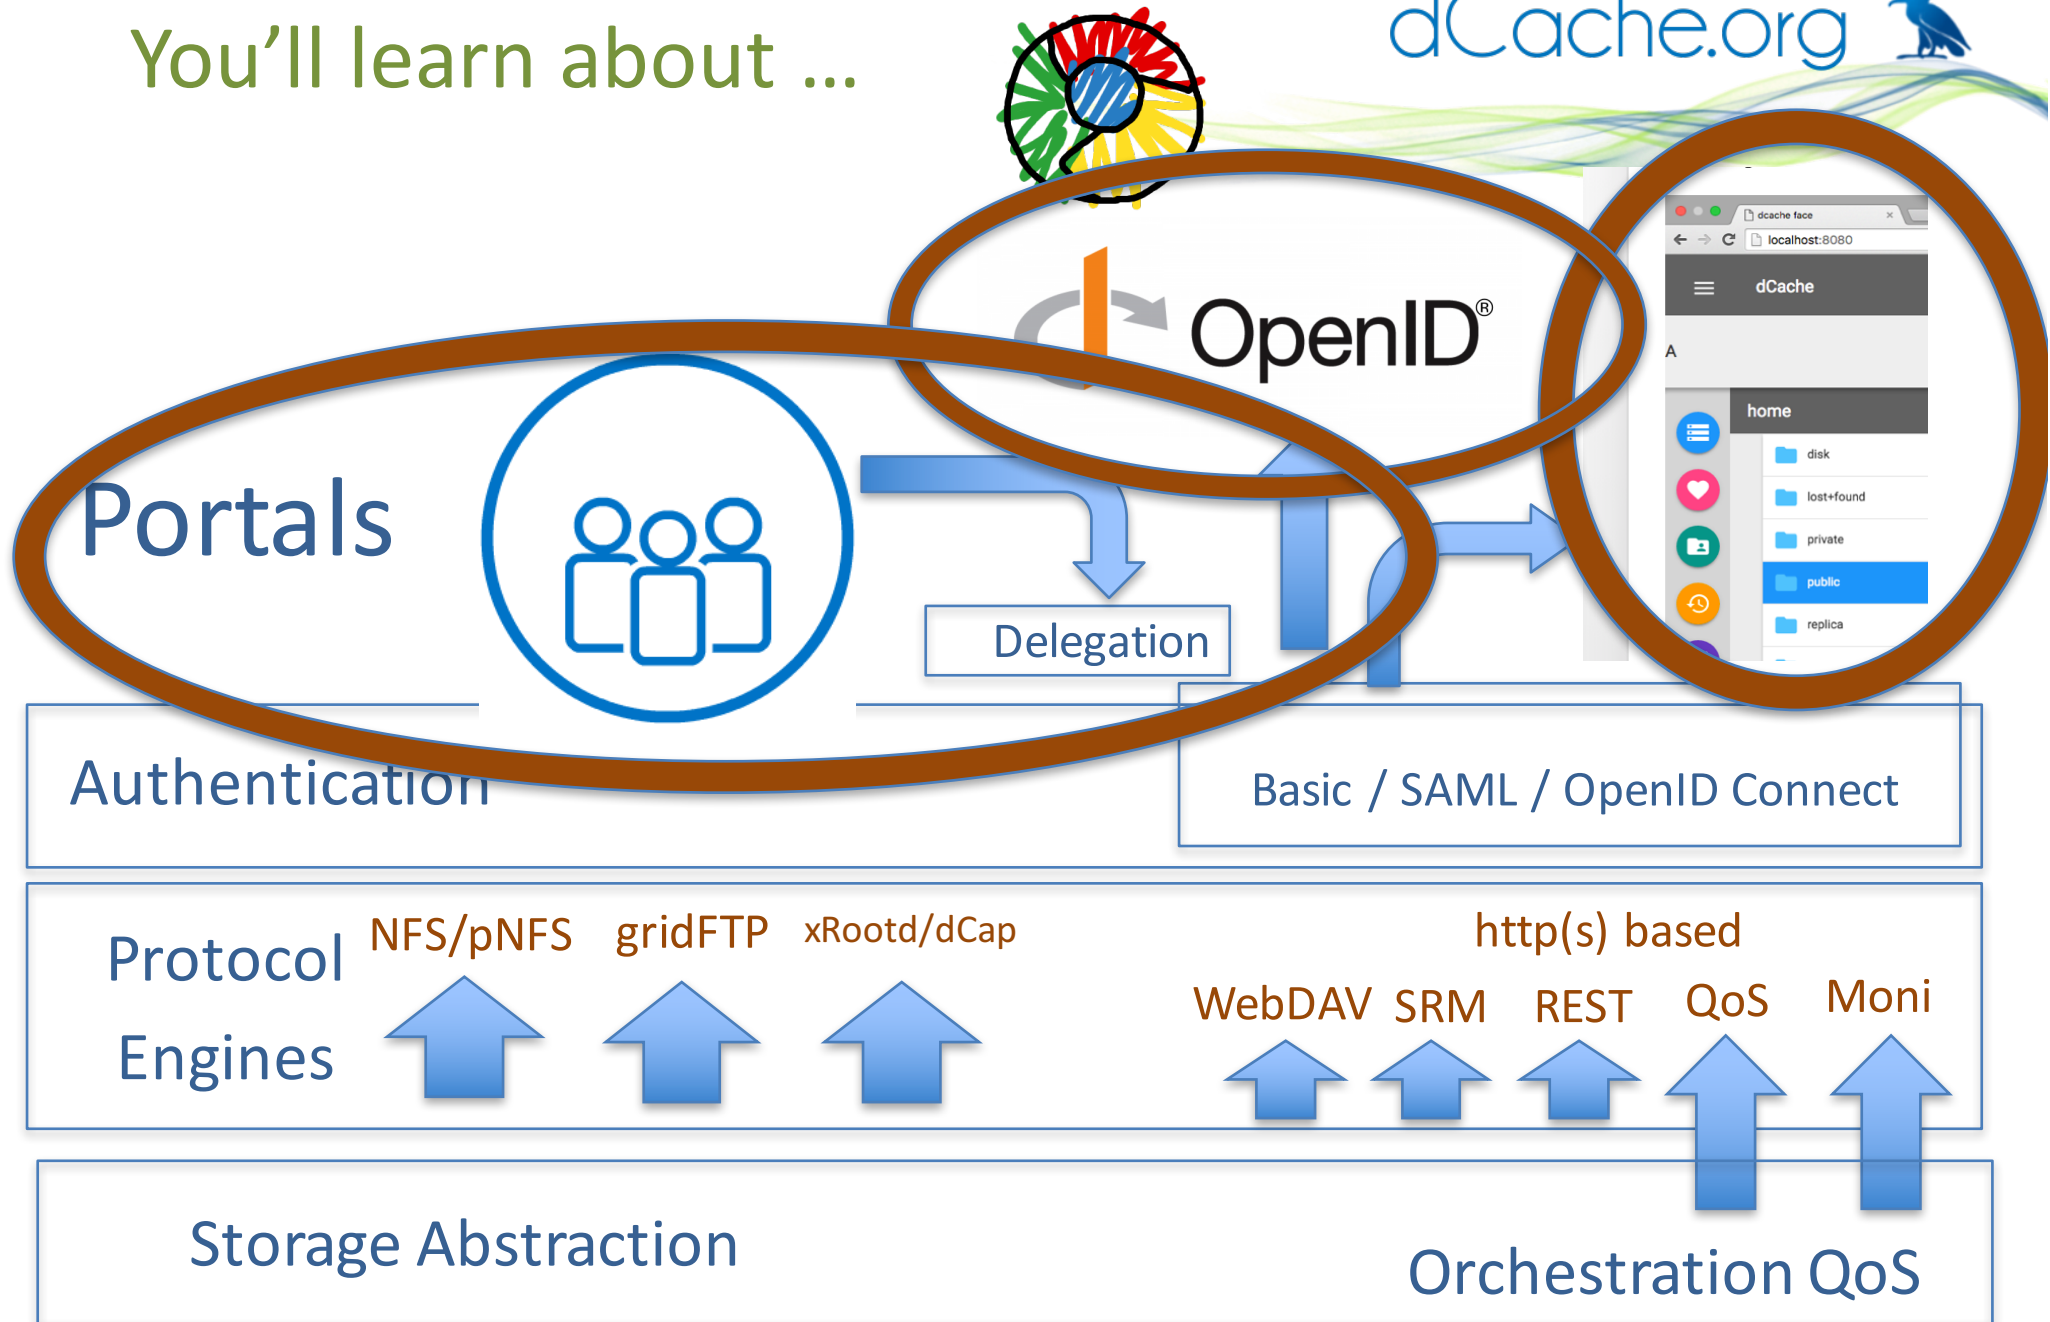 You'll learn about ...
dCache.org
dcache face
localhost:8080
dCache
A
home
disk
lost+found
private
public
replica
OpenID®
Portals
Delegation
Authentication
Basic / SAML / OpenID Connect
Protocol
Engines
NFS/pNFS gridFTP xRootd/dCap
http(s) based
WebDAV SRM REST QoS Moni
Storage Abstraction
Orchestration QoS